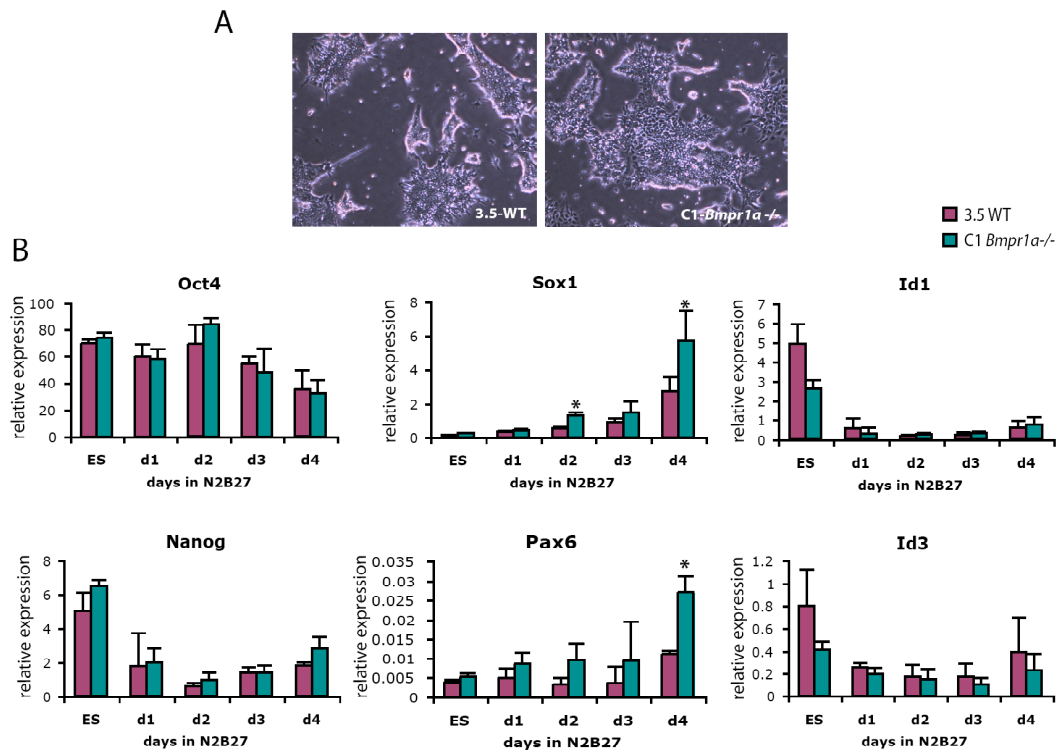 A
3.5-WT
C1-Bmpr1a -/-
3.5 WT
C1 Bmpr1a-/-
B
Oct4
relative expression
100
80
60
40
20
0
ES d1 d2 d3 d4
days in N2B27
Sox1
relative expression
8
6
4
2
0
*
*
ES d1 d2 d3 d4
days in N2B27
Id1
relative expression
7
6
5
4
3
2
1
0
ES d1 d2 d3 d4
days in N2B27
Nanog
relative expression
8
6
4
2
0
ES d1 d2 d3 d4
days in N2B27
Pax6
relative expression
0.035
0.03
0.025
0.02
0.015
0.01
0.005
0
*
ES d1 d2 d3 d4
days in N2B27
Id3
relative expression
1.2
1
0.8
0.6
0.4
0.2
0
ES d1 d2 d3 d4
days in N2B27